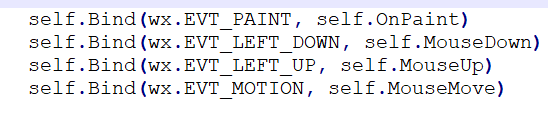 self.Bind(wx.EVT_PAINT, self.OnPaint)
self.Bind(wx.EVT_LEFT_DOWN, self.MouseDown)
self.Bind(wx.EVT_LEFT_UP, self.MouseUp)
self.Bind(wx.EVT_MOTION, self.MouseMove)